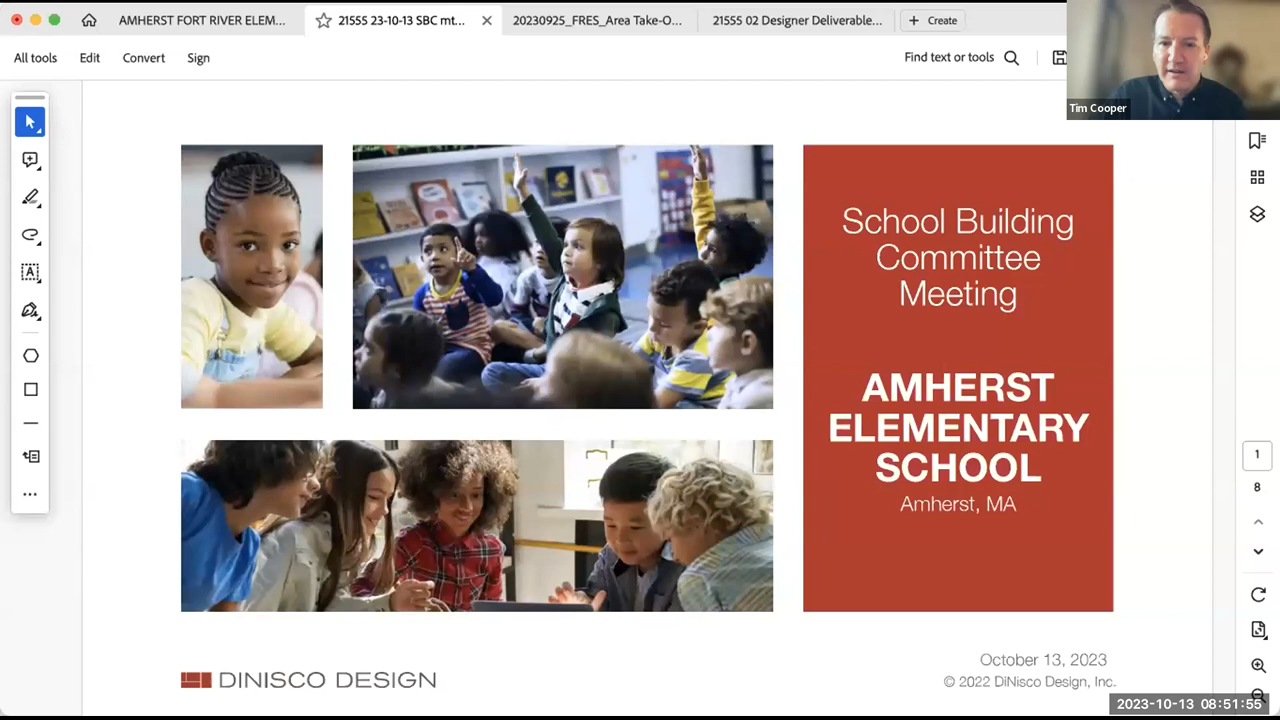 AMHERST FORT RIVER ELEM...
21555 23-10-13 SBC mt...
20230925_FRES_Area Take-O...
21555 02 Designer Deliverable...
+ Create
All tools
Edit
Convert
Sign
Find text or tools
Tim Cooper
School Building
Committee
Meeting
AMHERST
ELEMENTARY
SCHOOL
Amherst, MA
1
8
DINISCO DESIGN
October 13, 2023
© 2022 DiNisco Design, Inc.
2023-10-13 08:51:55